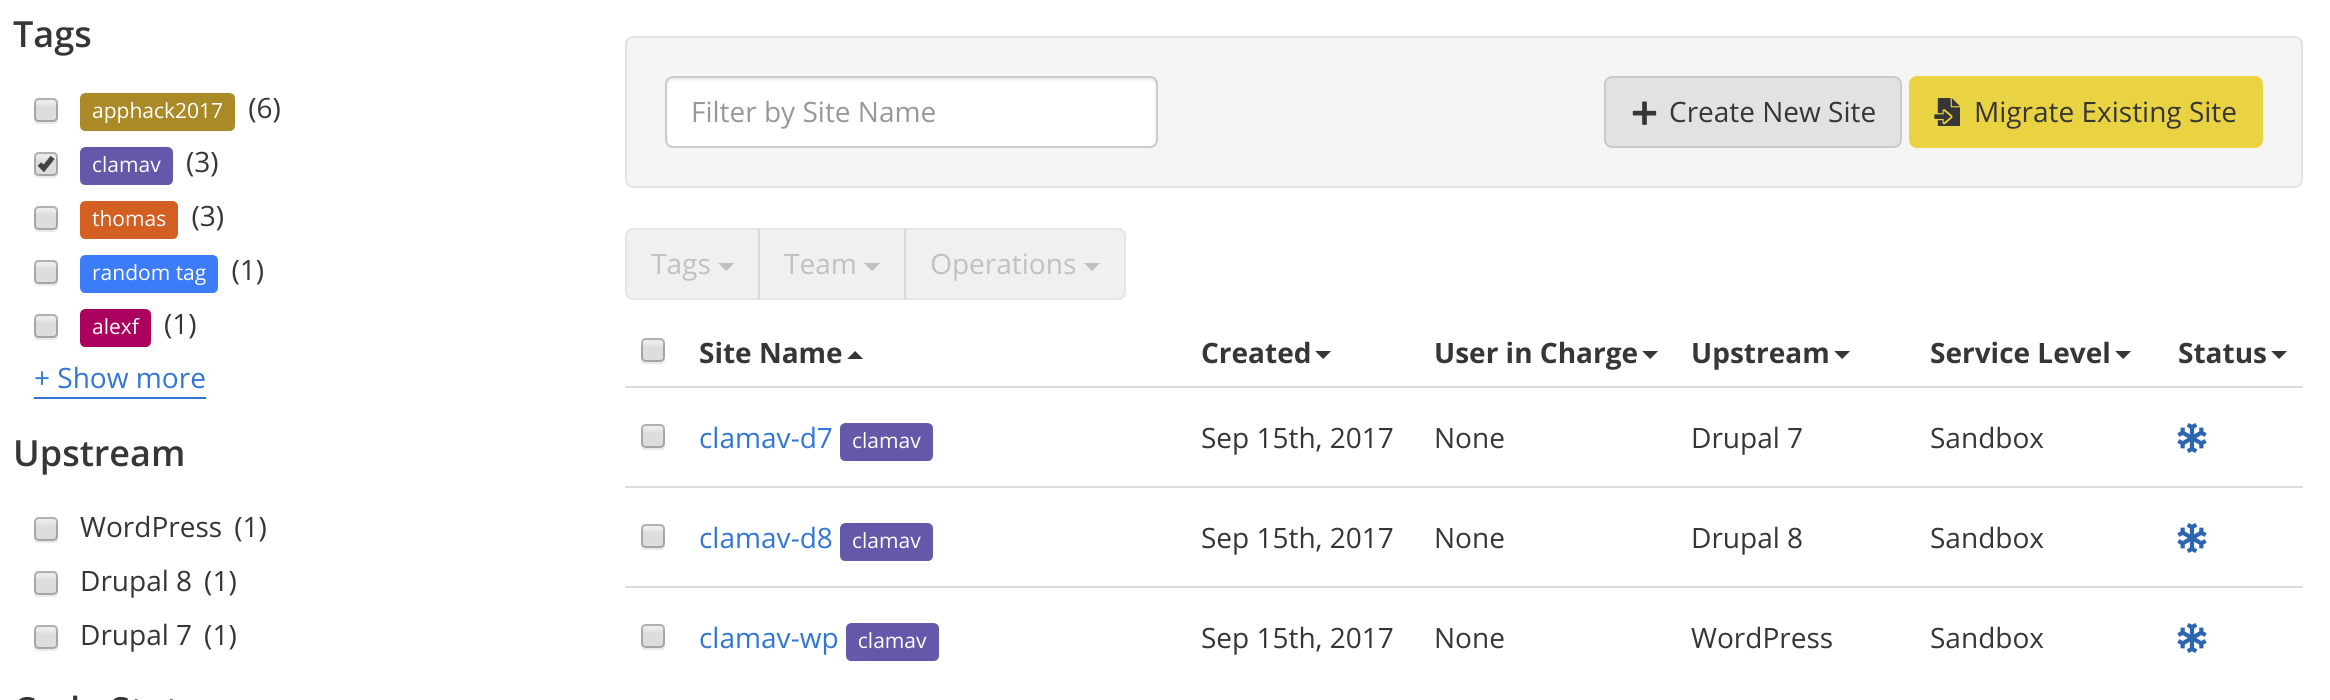 Tags
apphack2017 (6)
clamav (3)
thomas (3)
random tag (1)
alexf (1)
+ Show more
Upstream
WordPress (1)
Drupal 8 (1)
Drupal 7 (1)
Filter by Site Name
Create New Site
Migrate Existing Site
Tags Team Operations
Site Name Created User in Charge Upstream Service Level Status
clamav-d7 clamav Sep 15th, 2017 None Drupal 7 Sandbox
clamav-d8 clamav Sep 15th, 2017 None Drupal 8 Sandbox
clamav-wp clamav Sep 15th, 2017 None WordPress Sandbox